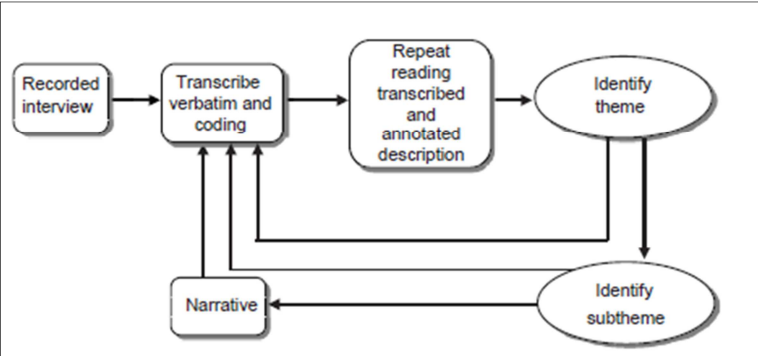 Recorded
interview
Transcribe
verbatim and
coding
Repeat
reading
transcribed
and
annotated
description
Identify
theme
Narrative
Identify
subtheme